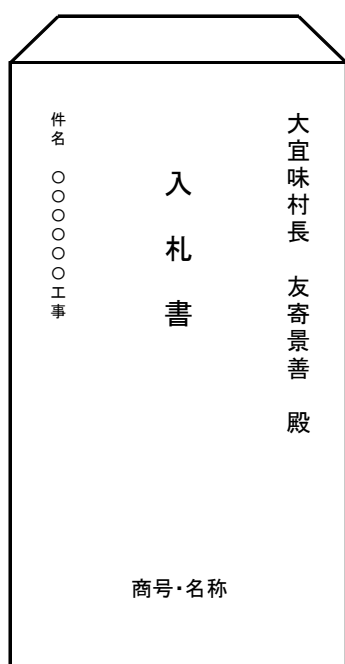 大宜味村長　友寄景善　殿
入札書
件名　〇〇〇〇〇〇工事
商号・名称